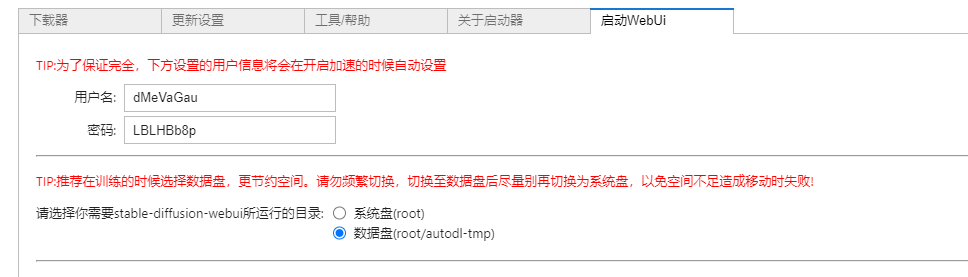 下载器 更新设置 工具/帮助 关于启动器 启动WebUi
TIP:为了保证完全，下方设置的用户信息将会在开启加速的时候自动设置
用户名: dMeVaGau
密码: LBLHBb8p
TIP:推荐在训练的时候选择数据盘，更节约空间。请勿频繁切换，切换至数据盘后尽量别再切换为系统盘，以免空间不足造成移动时失败!
请选择你需要stable-diffusion-webui所运行的目录: 系统盘(root)
数据盘(root/autodl-tmp)